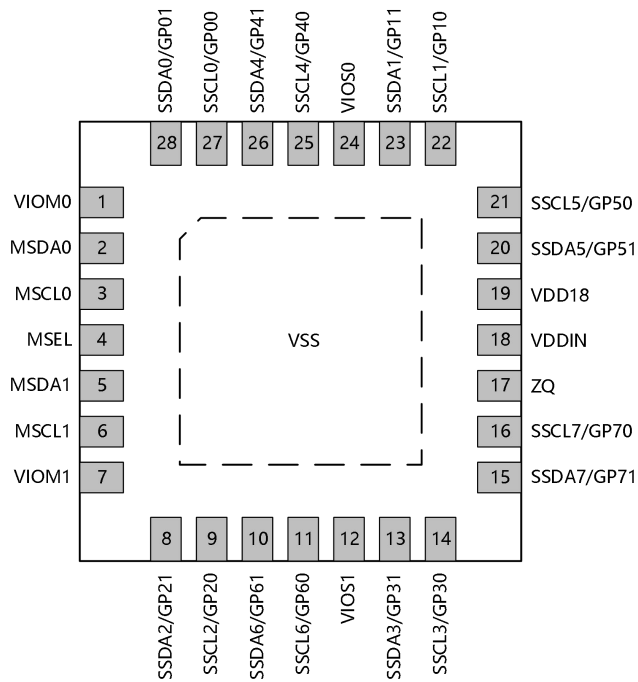 SSDA0/GP01
SSCL0/GP00
SSDA4/GP41
SSCL4/GP40
VIOS0
SSDA1/GP11
SSCL1/GP10
28
27
26
25
24
23
22
VIOM0 1
MSDA0 2
MSCL0 3
MSEL 4
MSDA1 5
MSCL1 6
VIOM1 7
VSS
21 SSCL5/GP50
20 SSDA5/GP51
19 VDD18
18 VDDIN
17 ZQ
16 SSCL7/GP70
15 SSDA7/GP71
8
9
10
11
12
13
14
SSDA2/GP21
SSCL2/GP20
SSDA6/GP61
SSCL6/GP60
VIOS1
SSDA3/GP31
SSCL3/GP30